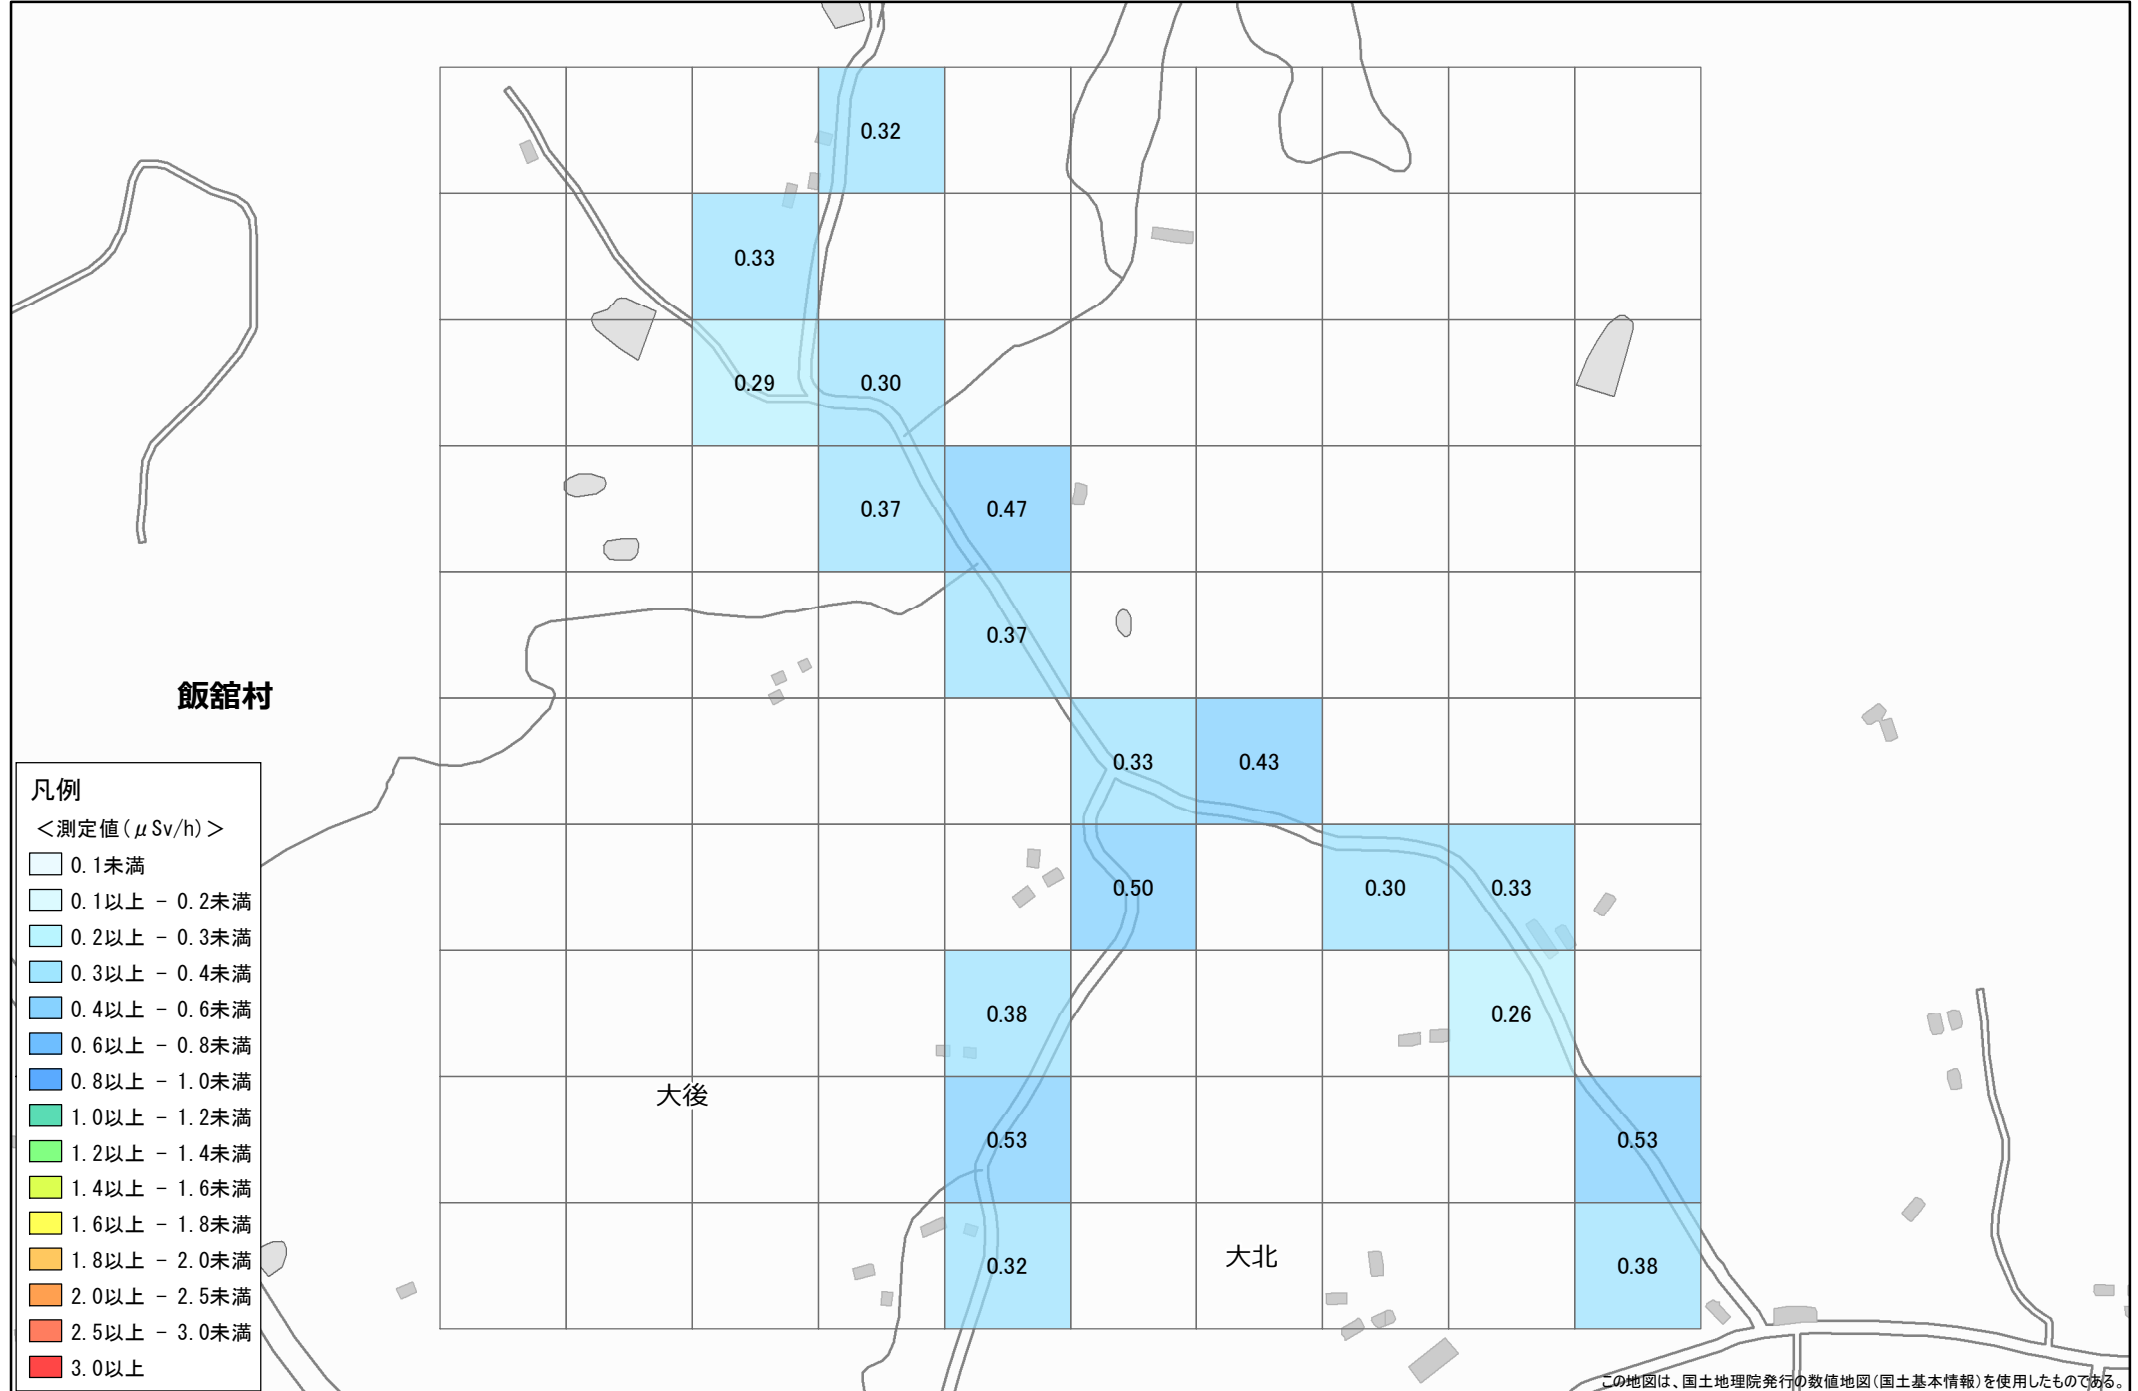 0.32
0.33
0.29
0.30
0.37
0.47
0.37
飯舘村
0.33
0.43
0.50
0.30
0.33
0.38
0.26
大後
0.53
0.53
0.32
大北
0.38
凡例
＜測定値(μSv/h)＞
0.1未満
0.1以上 － 0.2未満
0.2以上 － 0.3未満
0.3以上 － 0.4未満
0.4以上 － 0.6未満
0.6以上 － 0.8未満
0.8以上 － 1.0未満
1.0以上 － 1.2未満
1.2以上 － 1.4未満
1.4以上 － 1.6未満
1.6以上 － 1.8未満
1.8以上 － 2.0未満
2.0以上 － 2.5未満
2.5以上 － 3.0未満
3.0以上
この地図は、国土地理院発行の数値地図(国土基本情報)を使用したものである。